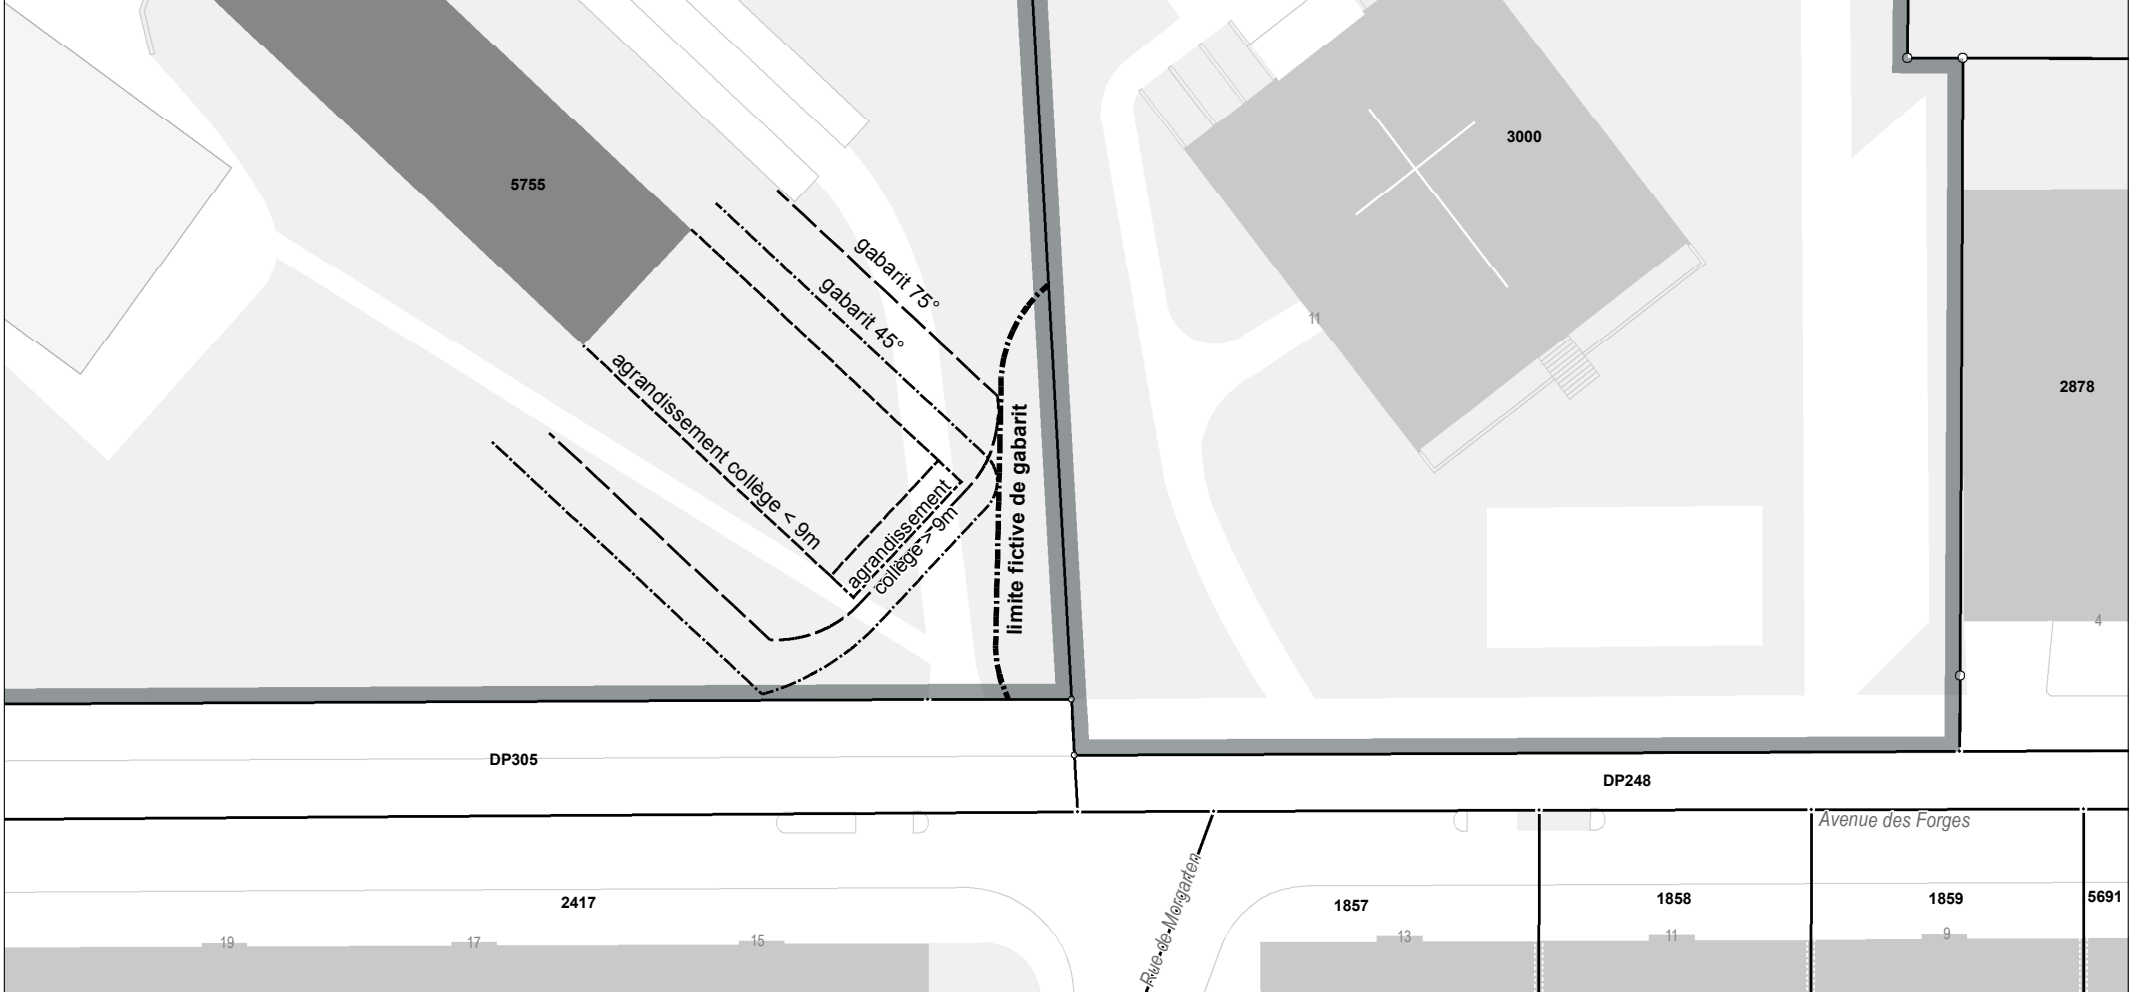 3000
5755
gabarit 75°
gabarit 45°
11
2878
agrandissement collège < 9m
agrandissement
collège > 9m
limite fictive de gabarit
4
DP305
DP248
Avenue des Forges
Rue-de-Morgarten
2417
1857
1858
1859
5691
19
17
15
13
11
9